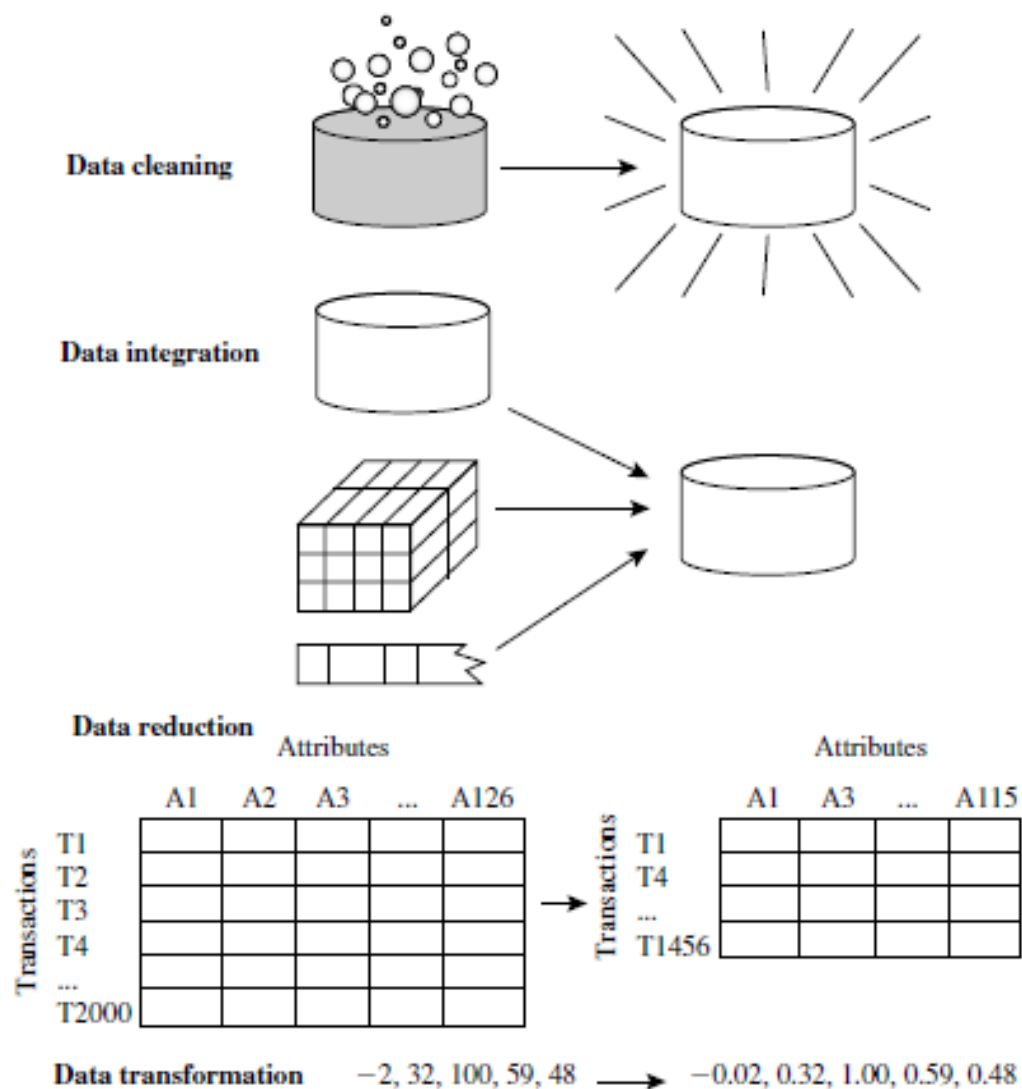 Data cleaning
Data integration
Data reduction
Attributes
A1 A2 A3 ... A126
Transactions
T1
T2
T3
T4
...
T2000
Attributes
A1 A3 ... A115
Transactions
T1
T4
...
T1456
Data transformation −2, 32, 100, 59, 48 −0.02, 0.32, 1.00, 0.59, 0.48